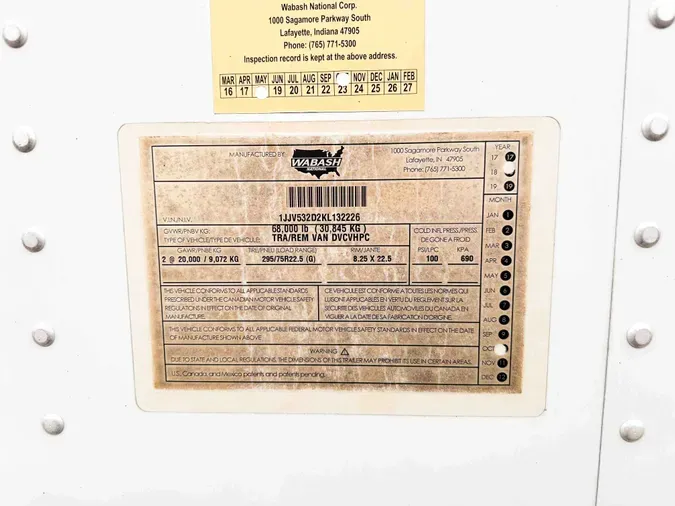 Wabash National Corp.
1000 Sagamore Parkway South
Lafayette, Indiana 47905
Phone: (765) 771-5300
Inspection record is kept at the above address.
MAR APR MAY JUN JUL AUG SEP NOV DEC JAN FEB
16 17 19 20 21 22 23 24 25 26 27
MANUFACTURED BY: WABASH NATIONAL
1000 Sagamore Parkway South
Lafayette, IN 47905
Phone: (765) 771-5300
V.I.N./N.I.V. 1JJV532D2KL132226
GVWR/PNBV KG: 68,000 lb ( 30,845 KG )
TYPE OF VEHICLE/TYPE DE VEHICULE: TRA/REM VAN DVCVHPC
COLD INFL.PRESS/PRESS.
DE GONE A FROID
GAWR/PNBE KG TIRE/PNEU (LOAD RANGE) RIM/JANTE PSI/LPC KPA
2 @ 20,000 / 9,072 KG 295/75R22.5 (G) 8.25 X 22.5 100 690
THIS VEHICLE CONFORMS TO ALL APPLICABLE STANDARDS
PRESCRIBED UNDER THE CANADIAN MOTOR VEHICLE SAFETY
REGULATIONS IN EFFECT ON THE DATE OF ORIGINAL
MANUFACTURE.
CE VEHICULE EST CONFORME A TOUTES LES NORMES QUI
LUI SONT APPLICABLES EN VERTU DU REGLEMENT SUR LA
SECURITE DES VEHICULES AUTOMOBILES DU CANADA EN
VIGUEUR A LA DATE DE SA FABRICATION D'ORIGINE.
THIS VEHICLE CONFORMS TO ALL APPLICABLE FEDERAL MOTOR VEHICLE SAFETY STANDARDS IN EFFECT ON THE DATE
OF MANUFACTURE SHOWN ABOVE
WARNING
DUE TO STATE AND LOCAL REGULATIONS, THE DIMENSIONS OF THIS TRAILER MAY PROHIBIT ITS USE IN CERTAIN AREAS.
U.S. Canada, and Mexico patents and patents pending.
YEAR
17 17
18
19 19
MONTH
JAN 1
FEB 2
MAR 3
APR 4
MAY 5
JUN 6
JUL 7
AUG 8
SEP 9
OCT
NOV 11
DEC 12